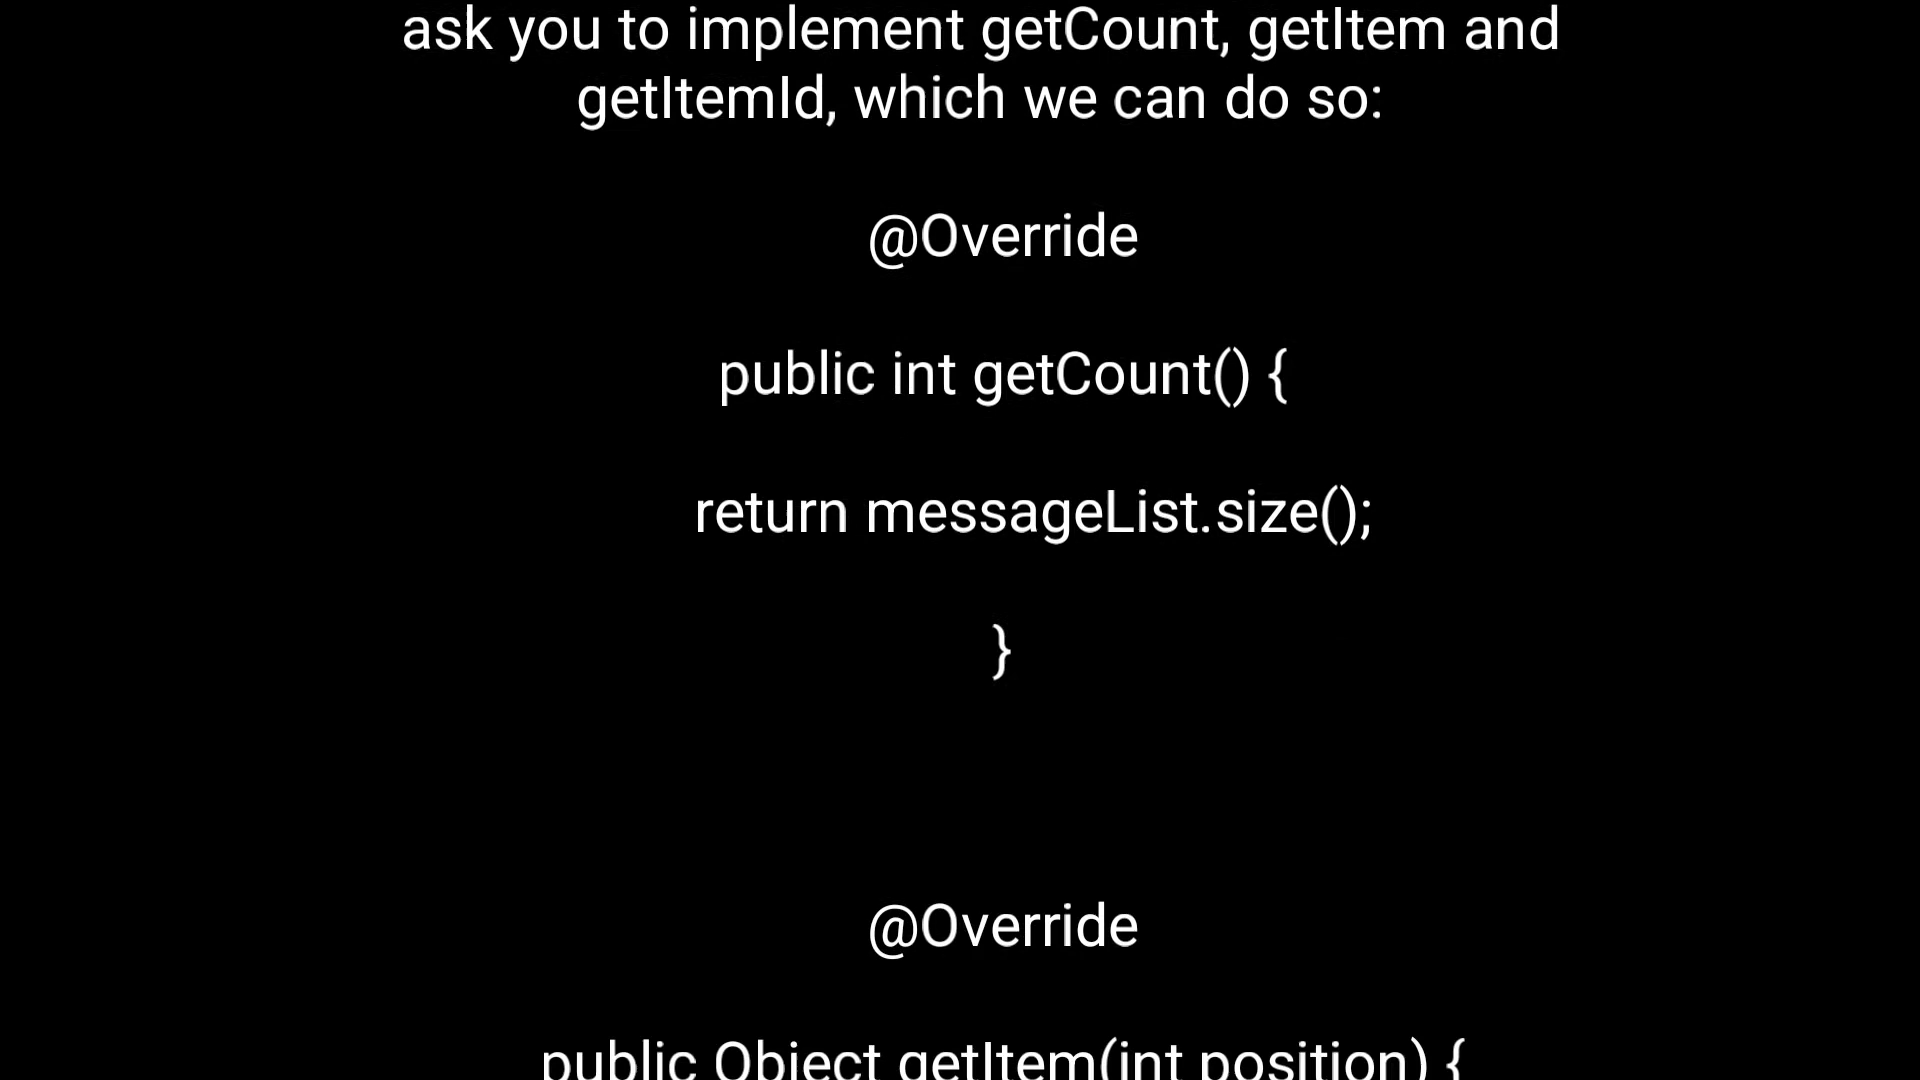 ask you to implement getCount, getItem and
getItemId, which we can do so:
@Override
public int getCount() {
return messageList.size();
}
@Override
public Object getItem(int position) {